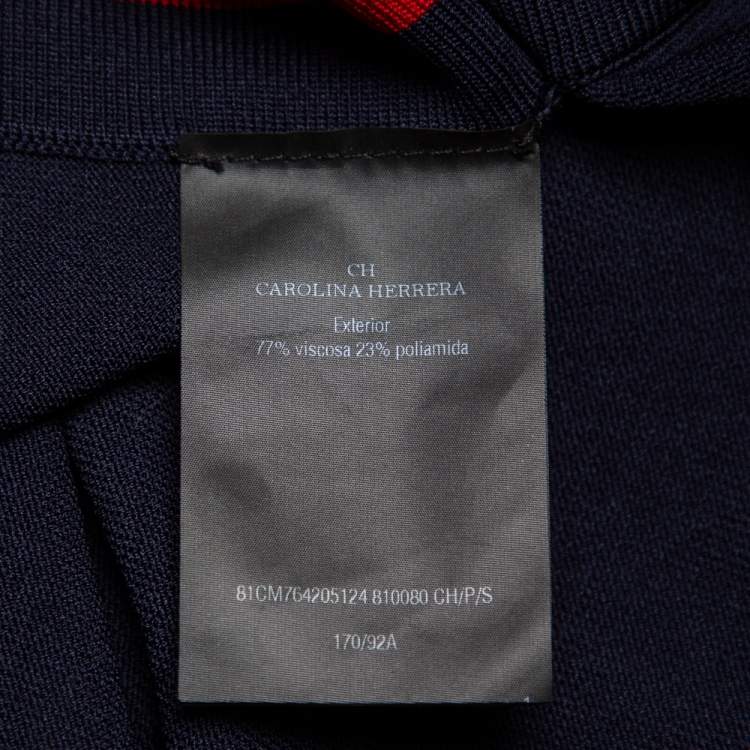 CH
CAROLINA HERRERA
Exterior
77% viscosa 23% poliamida
81CM764205124 810080 CH/P/S
170/92A